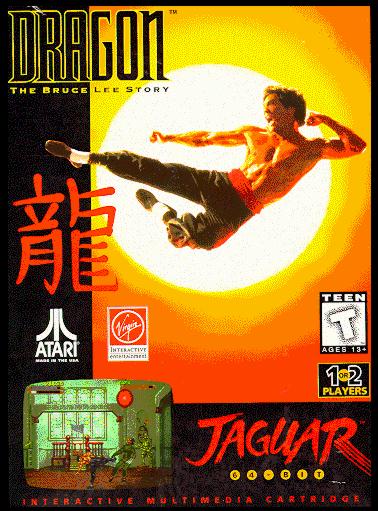 DRAGON™
THE BRUCE LEE STORY
龍
ATARI
MADE IN THE USA
Virgin
INTERACTIVE
entertainment
TEEN
T
AGES 13+
1 OR 2
PLAYERS
JAGUAR
64-BIT
INTERACTIVE MULTIMEDIA CARTRIDGE